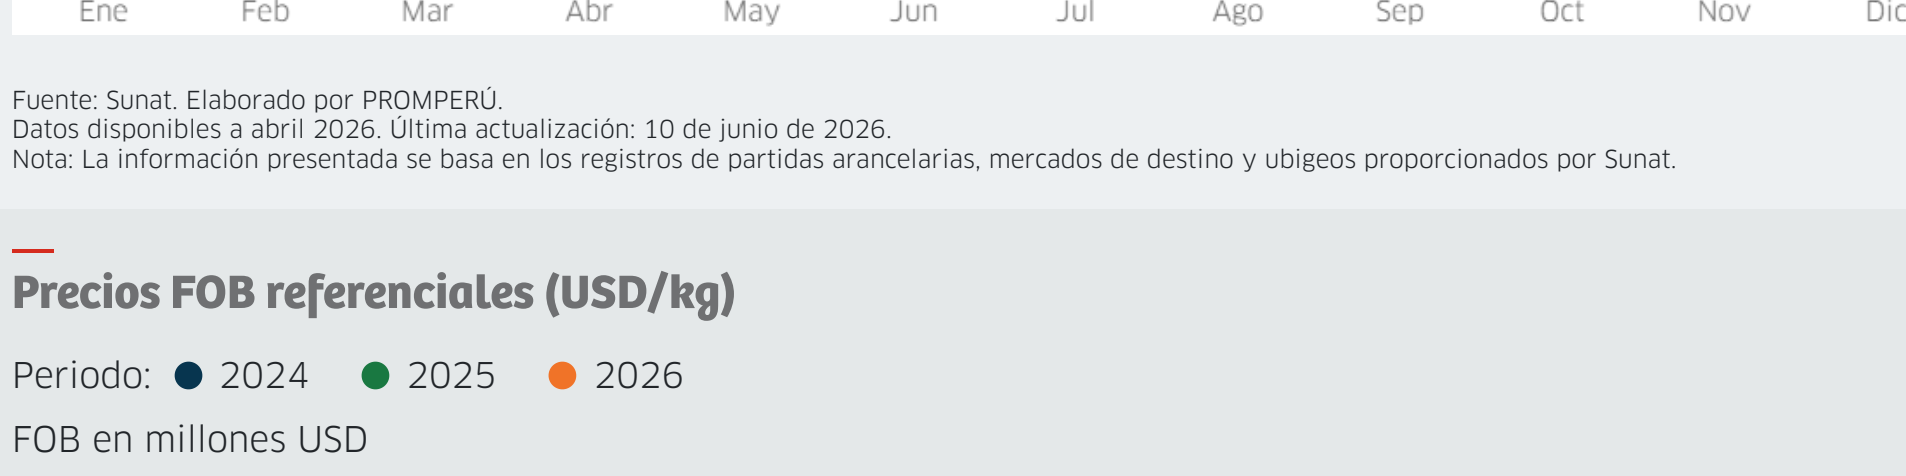 Ene Feb Mar Abr May Jun Jul Ago Sep Oct Nov Dic
Fuente: Sunat. Elaborado por PROMPERÚ.
Datos disponibles a abril 2026. Última actualización: 10 de junio de 2026.
Nota: La información presentada se basa en los registros de partidas arancelarias, mercados de destino y ubigeos proporcionados por Sunat.
Precios FOB referenciales (USD/kg)
Periodo: 2024 2025 2026
FOB en millones USD